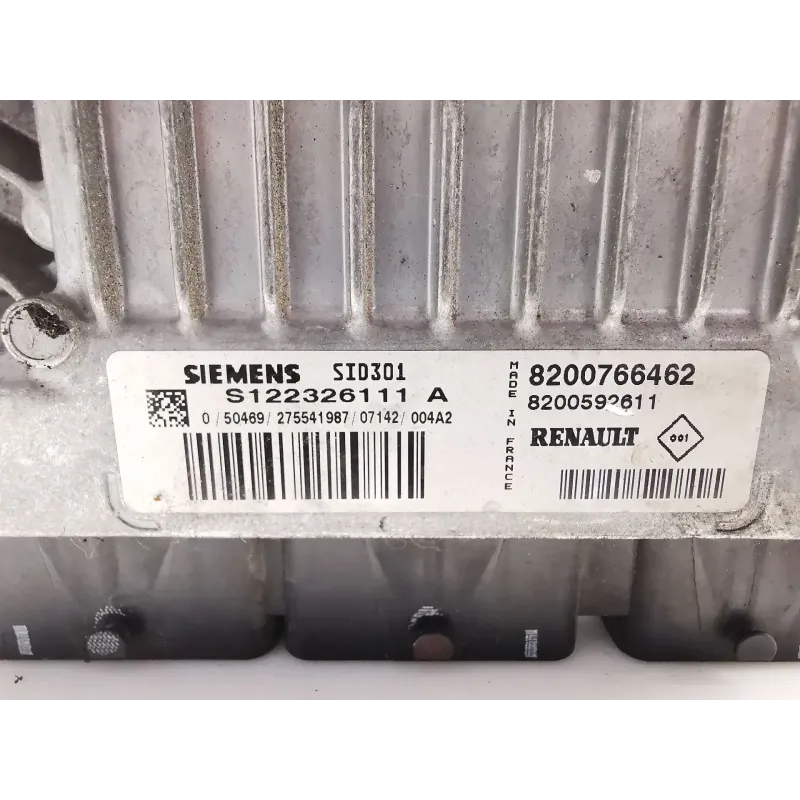 SIEMENS SID301
S122326111 A
0 / 50469 / 275541987 / 07142 / 004A2
MADE IN FRANCE
8200766462
8200592611
RENAULT 001